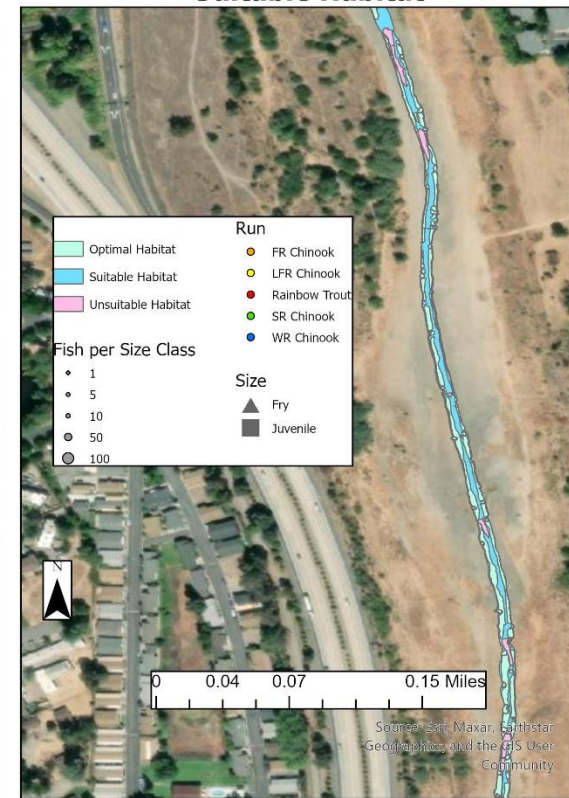 Run
Optimal Habitat
Suitable Habitat
Unsuitable Habitat
FR Chinook
LFR Chinook
Rainbow Trout
SR Chinook
WR Chinook
Fish per Size Class
1
5
10
50
100
Size
Fry
Juvenile
N
0 0.04 0.07 0.15 Miles
Source: Esri, Maxar, Earthstar
Geographics, and the GIS User
Community